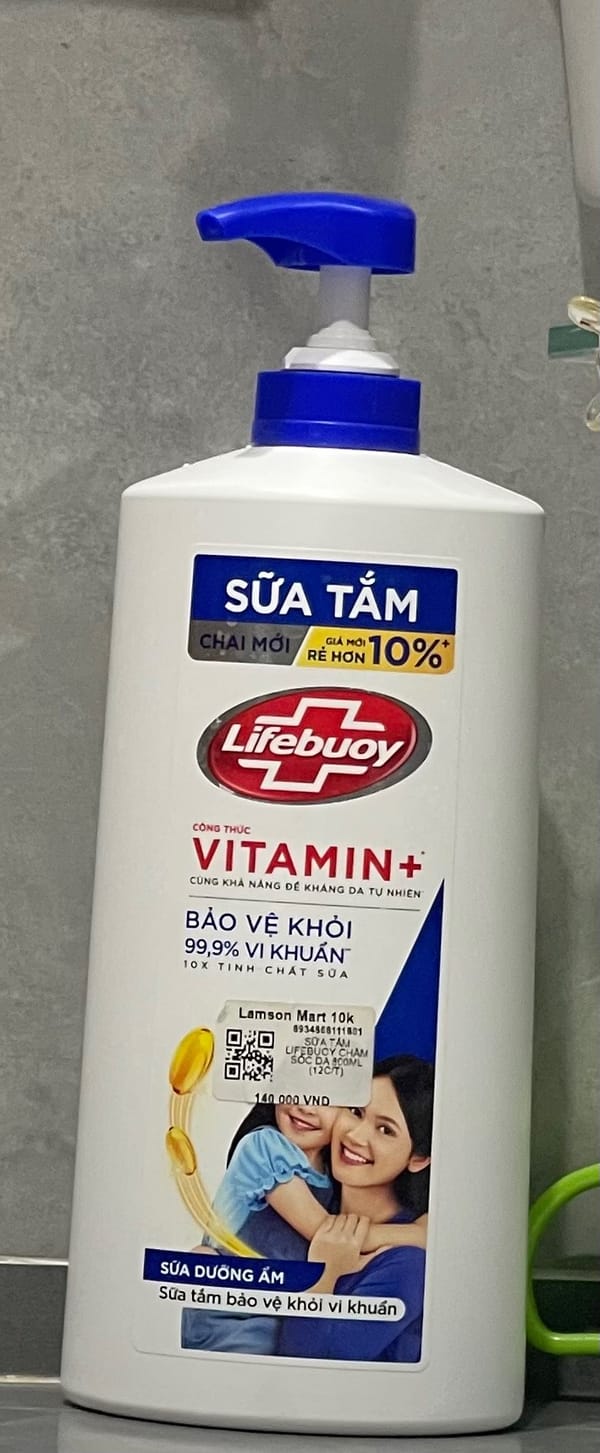 SỮA TẮM
CHAI MỚI
GIÁ MỚI
RẺ HƠN 10%+
Lifebuoy
CÔNG THỨC
VITAMIN+*
CÙNG KHẢ NĂNG ĐỀ KHÁNG DA TỰ NHIÊN
BẢO VỆ KHỎI
99,9% VI KHUẨN**
10X TINH CHẤT SỮA
Lamson Mart 10k
SỮA TẮM
LIFEBUOY CHĂM
SÓC DA 800ML
(12C/T)
140 000 VND
SỮA DƯỠNG ẨM
Sữa tắm bảo vệ khỏi vi khuẩn